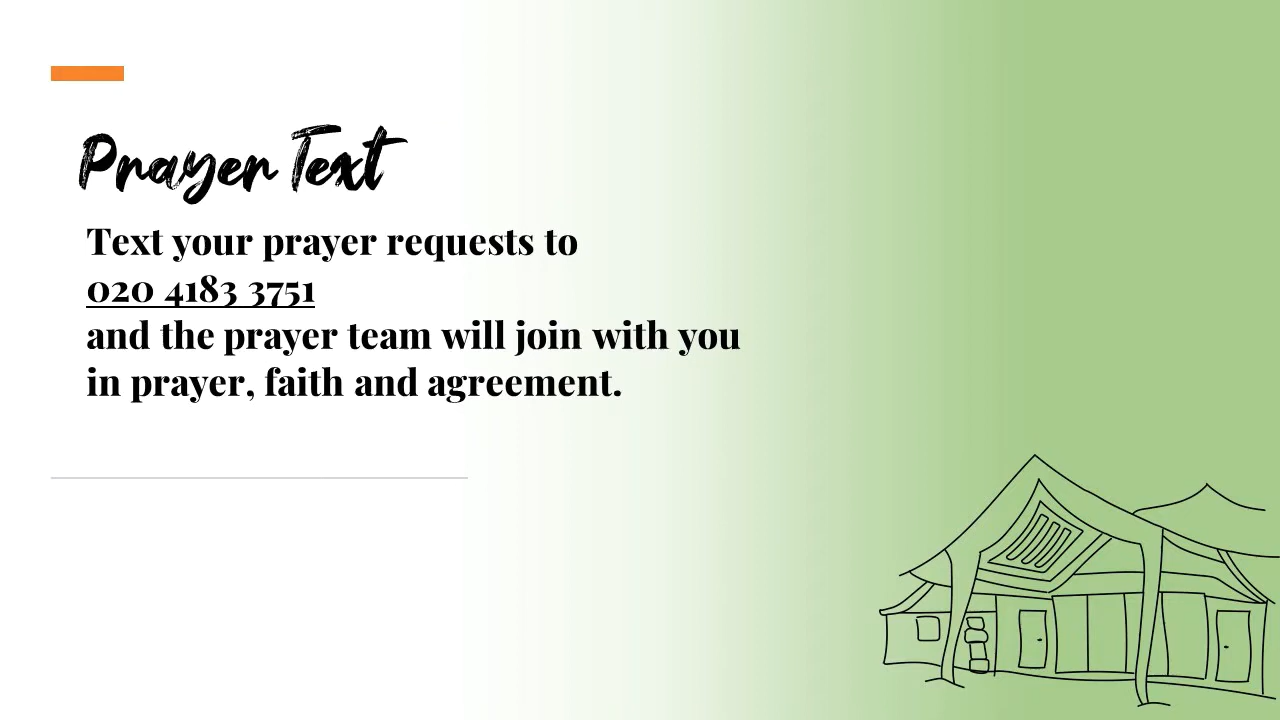 Prayer Text
Text your prayer requests to
020 4183 3751
and the prayer team will join with you
in prayer, faith and agreement.